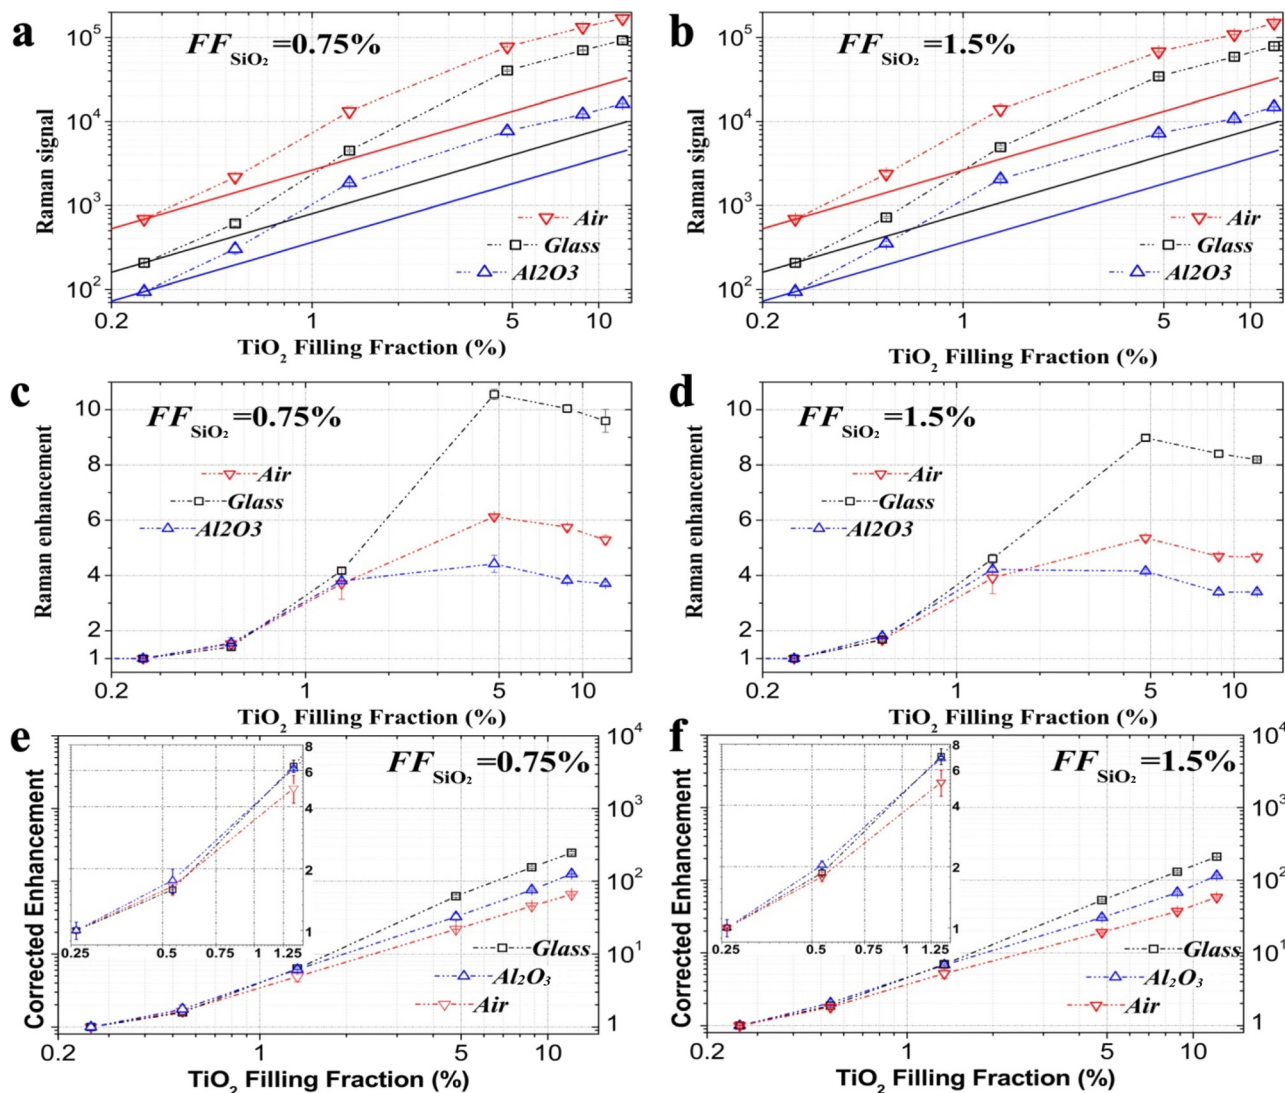 a
FF SiO₂ =0.75%
10⁵
10⁴
10³
10²
Raman signal
Air
Glass
Al2O3
0.2
1
5
10
TiO₂ Filling Fraction (%)
b
FF SiO₂ =1.5%
10⁵
10⁴
10³
10²
Raman signal
Air
Glass
Al2O3
0.2
1
5
10
TiO₂ Filling Fraction (%)
c
FF SiO₂ =0.75%
10
8
6
4
2
1
Raman enhancement
Air
Glass
Al2O3
0.2
1
5
10
TiO₂ Filling Fraction (%)
d
FF SiO₂ =1.5%
10
8
6
4
2
1
Raman enhancement
Air
Glass
Al2O3
0.2
1
5
10
TiO₂ Filling Fraction (%)
e
FF SiO₂ =0.75%
8
6
4
2
1
0.25
0.5
0.75
1
1.25
10⁴
10³
10²
10¹
1
Corrected Enhancement
Glass
Al₂O₃
Air
0.2
1
5
10
TiO₂ Filling Fraction (%)
f
FF SiO₂ =1.5%
8
6
4
2
1
0.25
0.5
0.75
1
1.25
10⁴
10³
10²
10¹
1
Corrected Enhancement
Glass
Al₂O₃
Air
0.2
1
5
10
TiO₂ Filling Fraction (%)